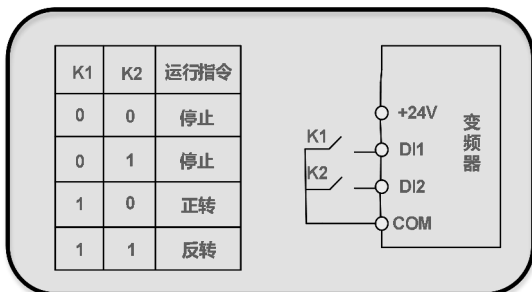 K1 K2 运行指令
0 0 停止
0 1 停止
1 0 正转
1 1 反转
+24V
K1
DI1
K2
DI2
COM
变频器